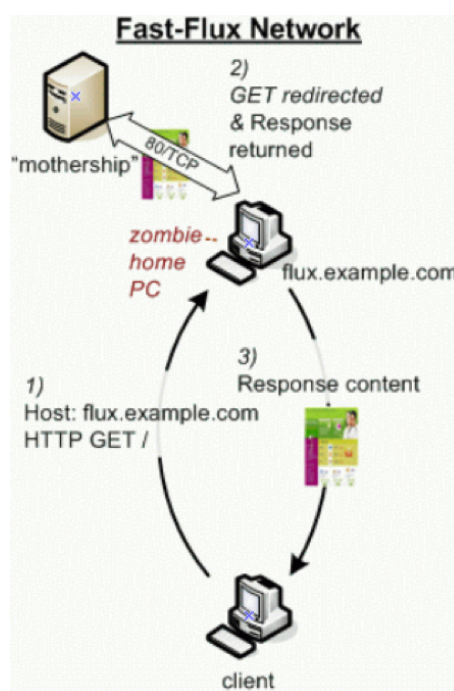 Fast-Flux Network
2)
GET redirected
& Response
returned
"mothership"
80/TCP
zombie
home
PC
flux.example.com
1)
Host: flux.example.com
HTTP GET /
3)
Response content
client